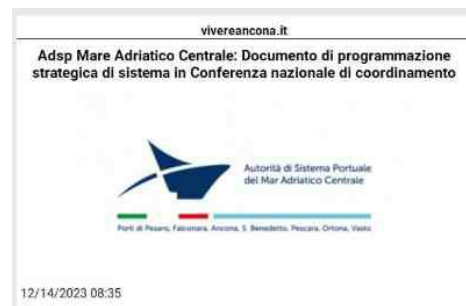 vivereancona.it
Adsp Mare Adriatico Centrale: Documento di programmazione
strategica di sistema in Conferenza nazionale di coordinamento
Autorità di Sistema Portuale
del Mar Adriatico Centrale
Porti di Pesaro, Falconara, Ancona, S. Benedetto, Pescara, Ortona, Vasto
12/14/2023 08:35